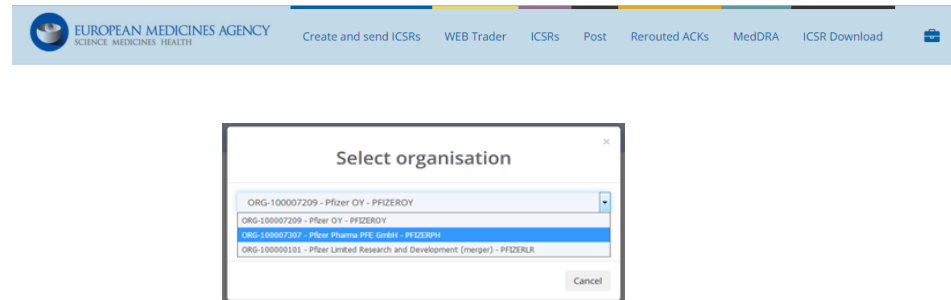 EUROPEAN MEDICINES AGENCY
SCIENCE MEDICINES HEALTH
Create and send ICSRs WEB Trader ICSRs Post Rerouted ACKs MedDRA ICSR Download
×
Select organisation
ORG-100007209 - Pfizer OY - PFIZEROY
ORG-100007209 - Pfizer OY - PFIZEROY
ORG-100007307 - Pfizer Pharma PFE GmbH - PFIZERPH
ORG-100000101 - Pfizer Limited Research and Development (merger) - PFIZERLR
Cancel